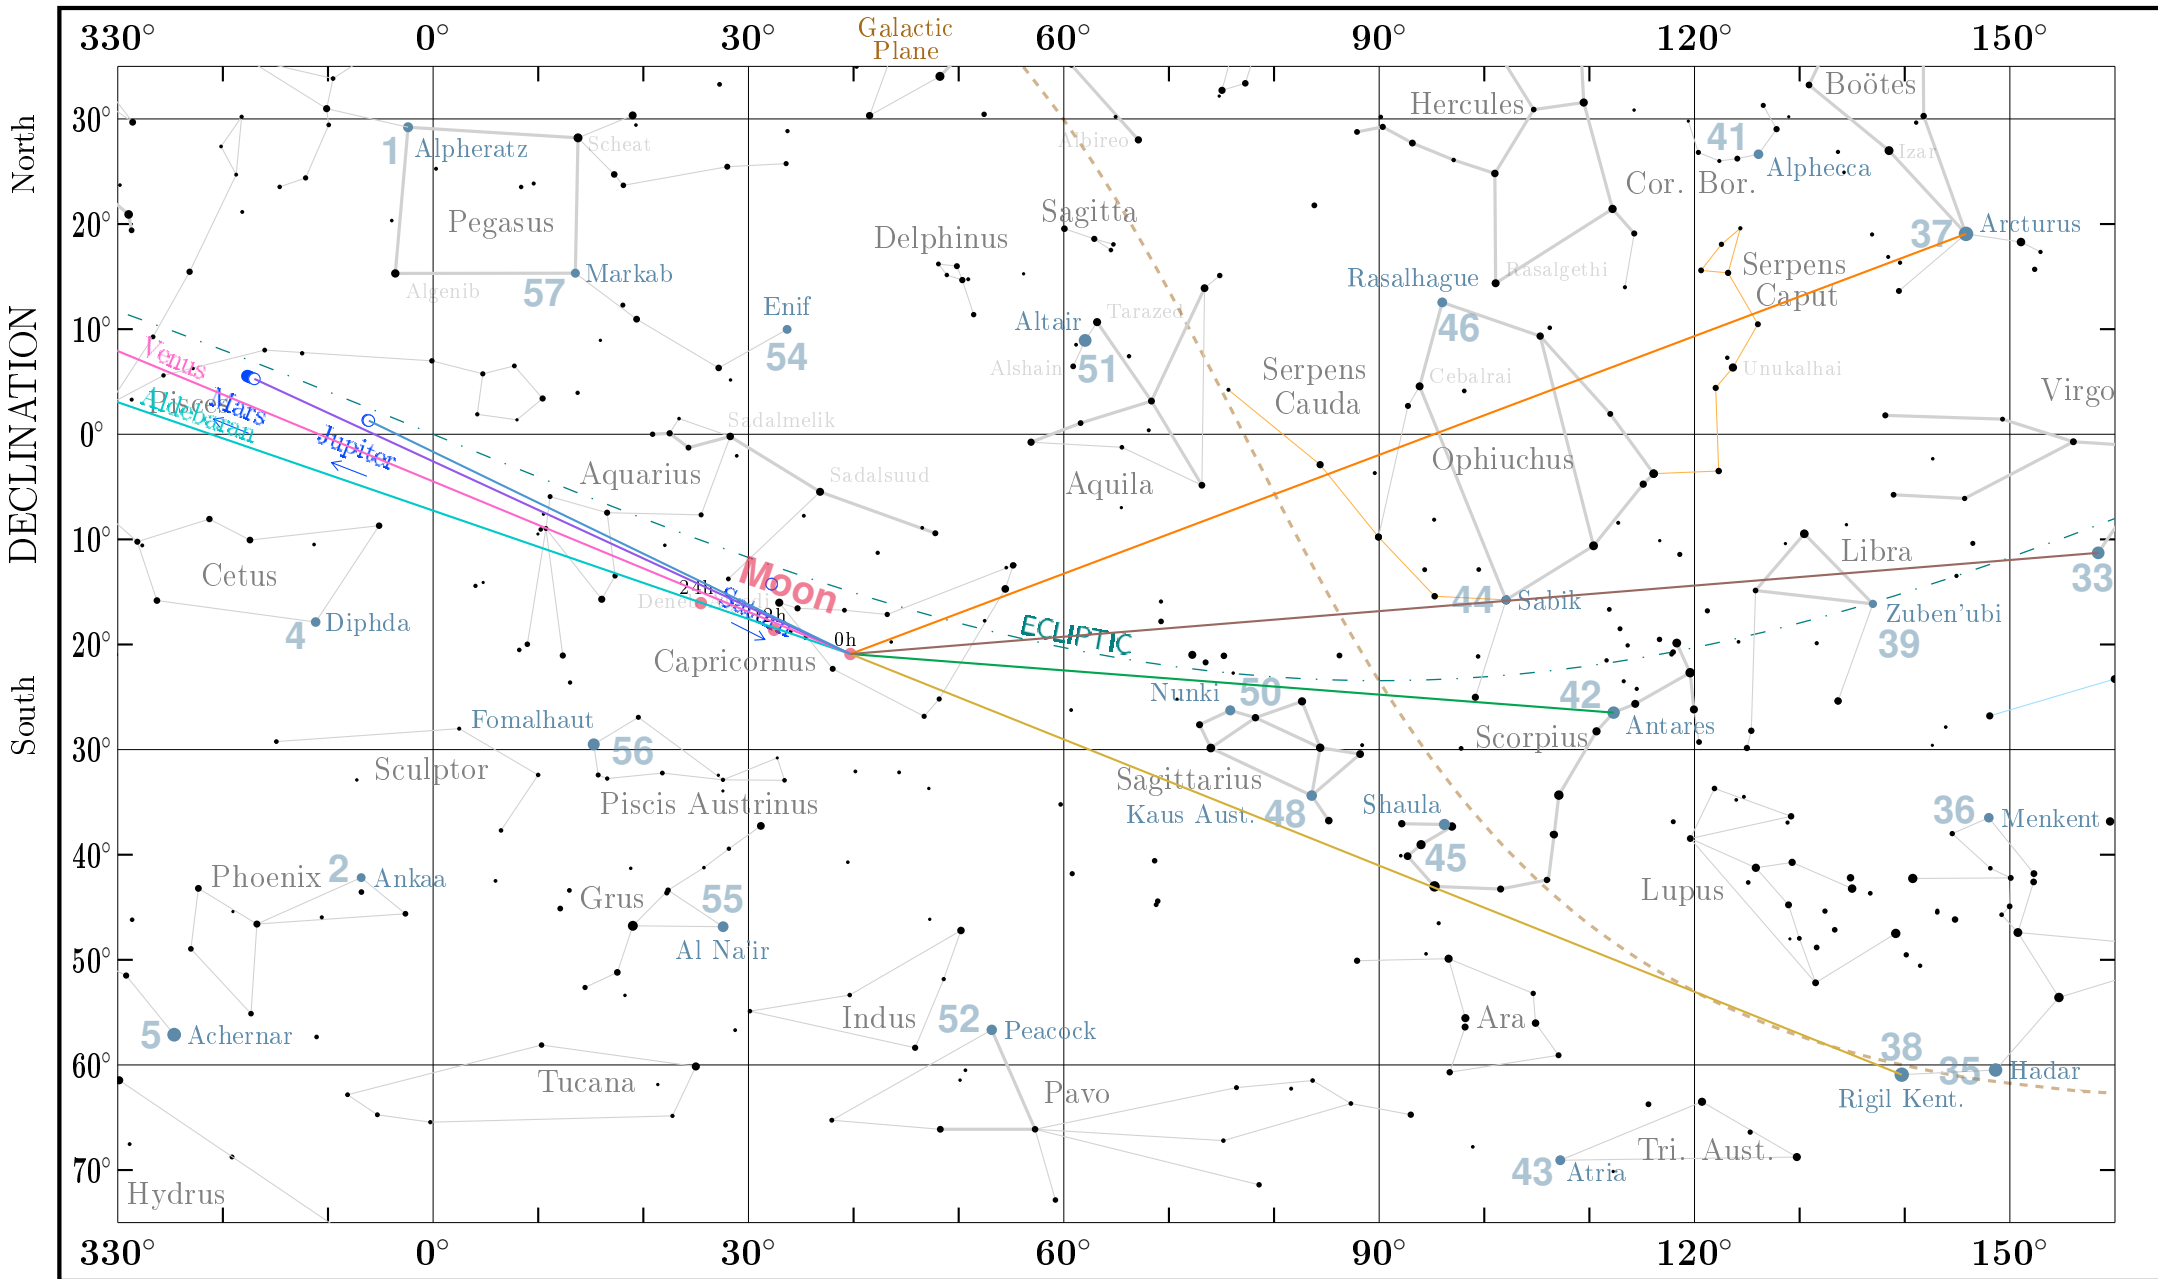 330° 0° 30° 60° 90° 120° 150°
Galactic
Plane
North
DECLINATION
South
30°
20°
10°
0°
10°
20°
30°
40°
50°
60°
70°
Hercules
Boötes
41
1
Alpheratz
Scheat
Albireo
Izar
Alphecca
Cor. Bor.
Pegasus
Sagitta
Delphinus
37
Arcturus
Markab
57
Algenib
Rasalhague
Rasalgethi
Serpens
Caput
Enif
54
Altair
Tarazed
51
Alshain
46
Venus
Pisces
Mars
Aldebaran
Jupiter
Serpens
Cauda
Cebalrai
Unukalhai
Virgo
Sadalmelik
Aquarius
Sadalsuud
Aquila
Ophiuchus
Cetus
Moon
24h
12h
0h
Saturn
Libra
33
4
Diphda
44
Sabik
Zuben'ubi
39
ECLIPTIC
Capricornus
Nunki
50
42
Antares
Fomalhaut
56
Sculptor
Piscis Austrinus
Sagittarius
Kaus Aust.
48
Shaula
Scorpius
45
36
Menkent
Phoenix
2
Ankaa
Grus
55
Al Na'ir
Lupus
Indus
52
Peacock
Ara
5
Achernar
38
35
Hadar
Rigil Kent.
Tucana
Pavo
Tri. Aust.
43
Atria
Hydrus
330° 0° 30° 60° 90° 120° 150°